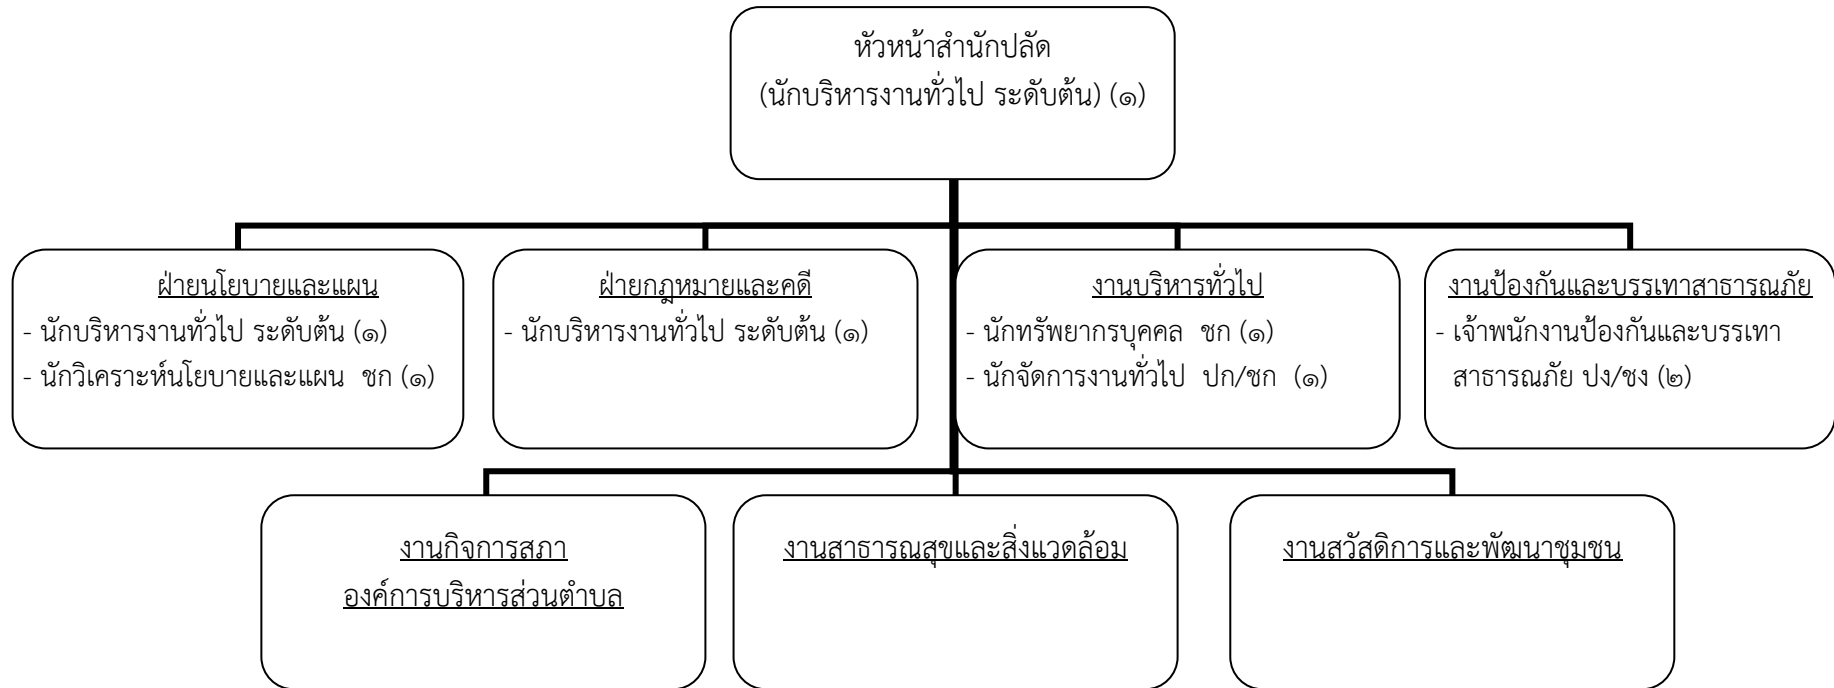 หัวหน้าสำนักปลัด
(นักบริหารงานทั่วไป ระดับต้น) (๑)
ฝ่ายนโยบายและแผน
- นักบริหารงานทั่วไป ระดับต้น (๑)
- นักวิเคราะห์นโยบายและแผน ชก (๑)
ฝ่ายกฎหมายและคดี
- นักบริหารงานทั่วไป ระดับต้น (๑)
งานบริหารทั่วไป
- นักทรัพยากรบุคคล ชก (๑)
- นักจัดการงานทั่วไป ปก/ชก (๑)
งานป้องกันและบรรเทาสาธารณภัย
- เจ้าพนักงานป้องกันและบรรเทา
สาธารณภัย ปง/ชง (๒)
งานกิจการสภา
องค์การบริหารส่วนตำบล
งานสาธารณสุขและสิ่งแวดล้อม
งานสวัสดิการและพัฒนาชุมชน